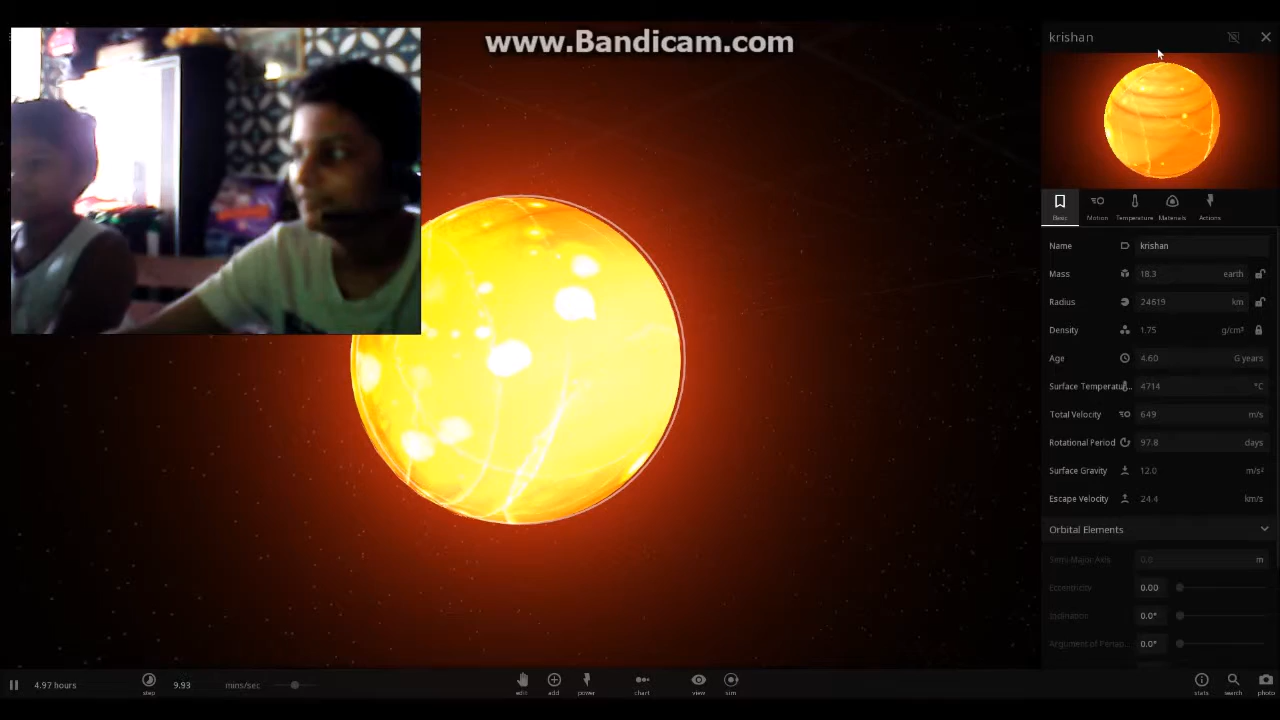 www.Bandicam.com
krishan
Basic
Motion
Temperature
Materials
Actions
Name krishan
Mass 18.3 earth
Radius 24619 km
Density 1.75 g/cm³
Age 4.60 G years
Surface Temperatu... 4714 °C
Total Velocity 649 m/s
Rotational Period 97.8 days
Surface Gravity 12.0 m/s²
Escape Velocity 24.4 km/s
Orbital Elements
Semi-Major Axis 0.0 m
Eccentricity 0.00
Inclination 0.0°
Argument of Periap... 0.0°
4.97 hours
step
9.93 mins/sec
edit
add
power
chart
view
sim
stats
search
photo